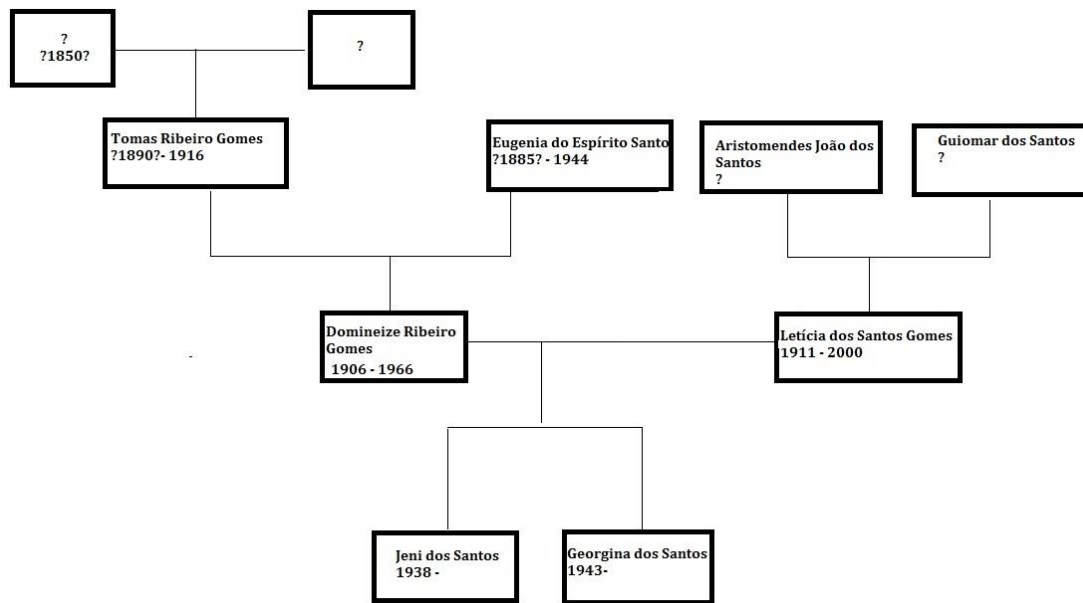 ?
?1850?
?
Tomas Ribeiro Gomes
?1890?- 1916
Eugenia do Espírito Santo
?1885? - 1944
Aristomendes João dos
Santos
?
Guiomar dos Santos
?
Domineize Ribeiro
Gomes
1906 - 1966
Letícia dos Santos Gomes
1911 - 2000
Jeni dos Santos
1938 -
Georgina dos Santos
1943-